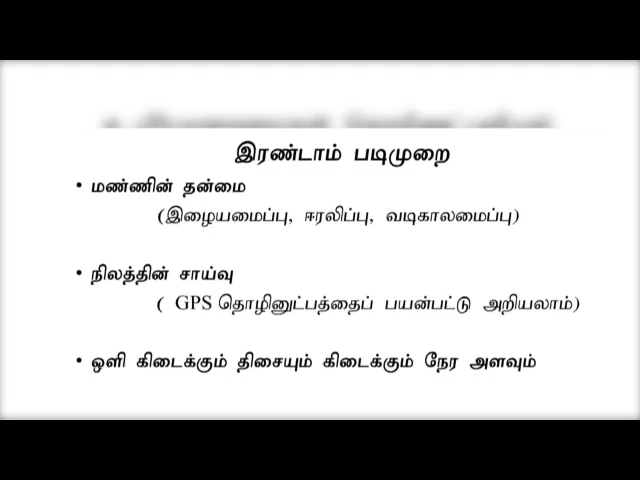 இரண்டாம் படிமுறை
• மண்ணின் தன்மை
(இழையமைப்பு, ஈரலிப்பு, வடிகாலமைப்பு)
• நிலத்தின் சாய்வு
( GPS தொழினுட்பத்தைப் பயன்பட்டு அறியலாம்)
• ஒளி கிடைக்கும் திசையும் கிடைக்கும் நேர அளவும்